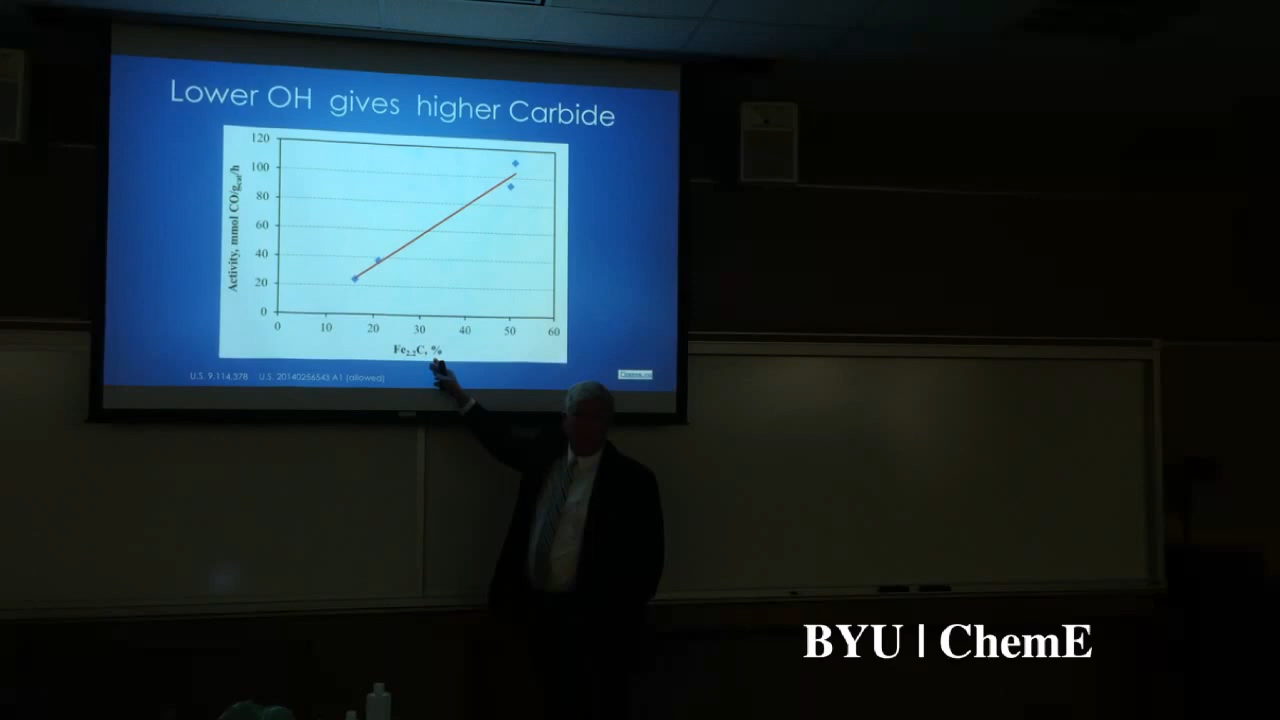 Lower OH gives higher Carbide
120
100
80
60
40
20
0
Activity, mmol CO/gcat/h
0 10 20 30 40 50 60
Fe2.2C, %
U.S. 9,114,378 U.S. 20140256543 A1 (allowed)
BYU | ChemE